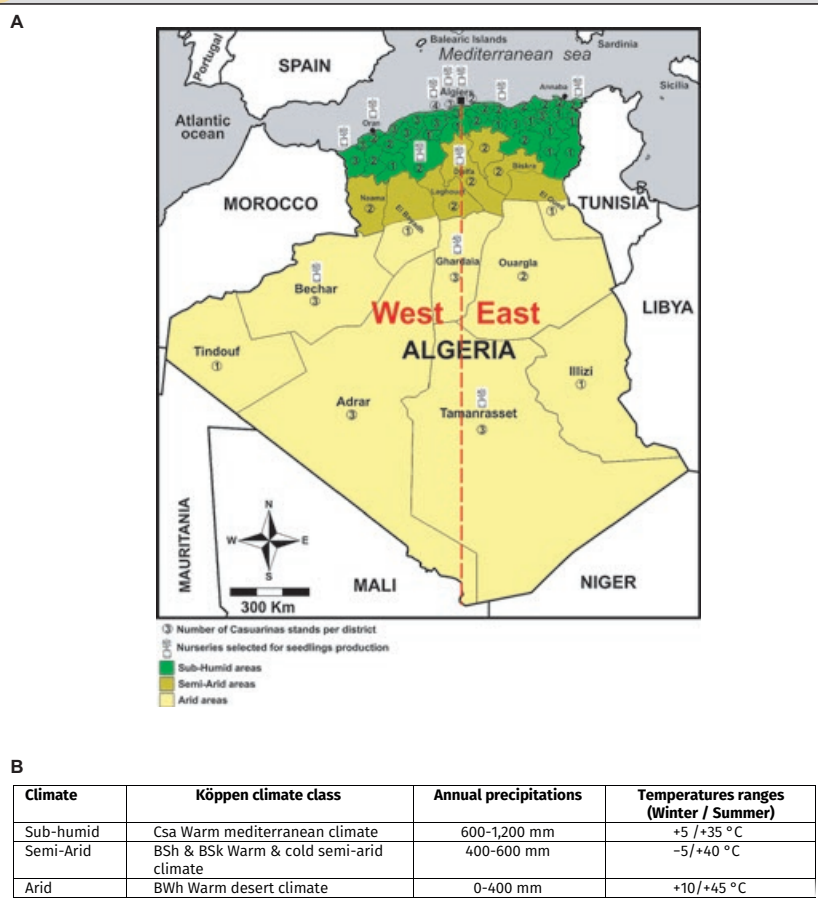 A
Balearic Islands
Sardinia
Portugal
Mediterranean sea
SPAIN
Sicilia
Algiers
Annaba
Atlantic
ocean
Oran
Biskra
Djelfa
Laghouat
MOROCCO
Naama
El Bayadh
El Oued
TUNISIA
Ghardaia
Ouargla
Bechar
LIBYA
West East
ALGERIA
Tindouf
Illizi
Adrar
Tamanrasset
MAURITANIA
N
W E
S
MALI
NIGER
300 Km
③ Number of Casuarinas stands per district
Nurseries selected for seedlings production
Sub-Humid areas
Semi-Arid areas
Arid areas
B
Climate Köppen climate class Annual precipitations Temperatures ranges
(Winter / Summer)
Sub-humid Csa Warm mediterranean climate 600-1,200 mm +5 /+35 °C
Semi-Arid BSh & BSk Warm & cold semi-arid 400-600 mm −5/+40 °C
climate
Arid BWh Warm desert climate 0-400 mm +10/+45 °C